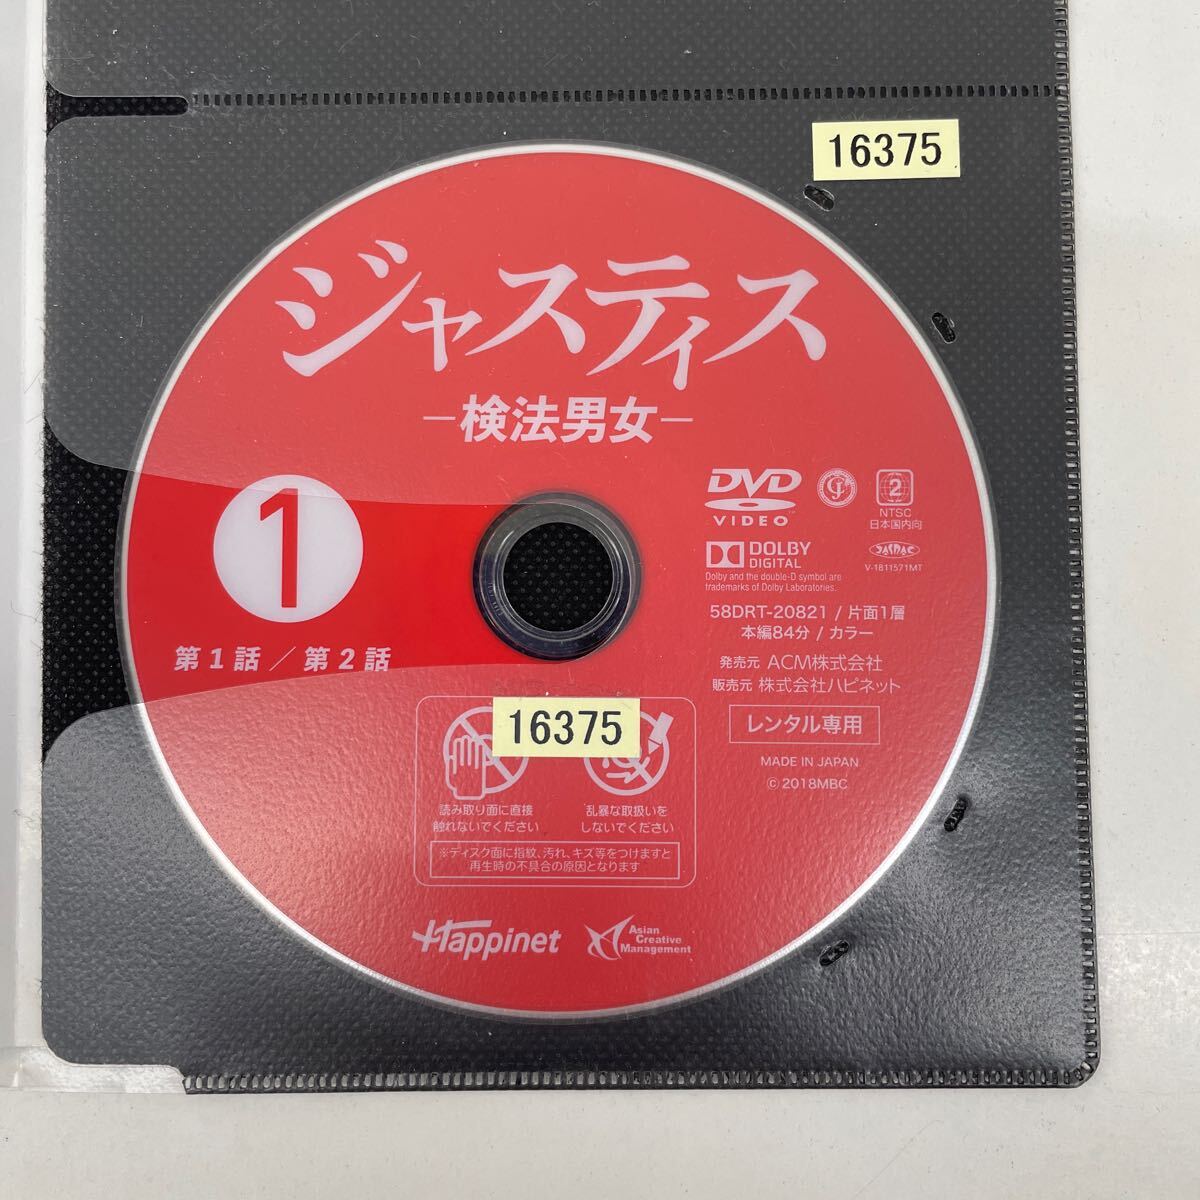 16375
ジャスティス
－検法男女－
1
第1話／第2話
DVD
VIDEO
2
NTSC
日本国内向
DOLBY
DIGITAL
Dolby and the double-D symbol are
trademarks of Dolby Laboratories.
JASRAC
V-1811571MT
58DRT-20821 / 片面1層
本編84分 / カラー
発売元 ACM株式会社
販売元 株式会社ハピネット
レンタル専用
MADE IN JAPAN
©2018MBC
16375
読み取り面に直接
触れないでください
乱暴な取扱いを
しないでください
※ディスク面に指紋、汚れ、キズ等をつけますと
再生時の不具合の原因となります
Happinet
Asian
Creative
Management